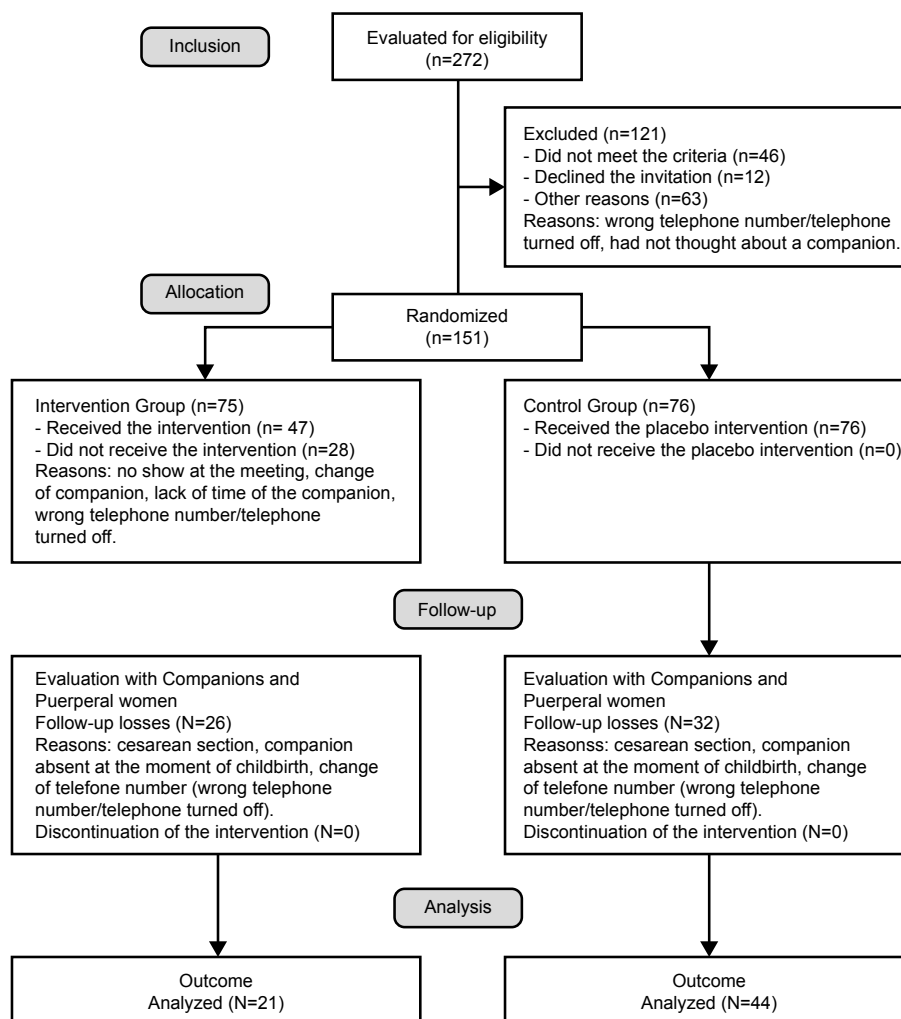 Inclusion
Evaluated for eligibility
(n=272)
Excluded (n=121)
- Did not meet the criteria (n=46)
- Declined the invitation (n=12)
- Other reasons (n=63)
Reasons: wrong telephone number/telephone
turned off, had not thought about a companion.
Allocation
Randomized
(n=151)
Intervention Group (n=75)
- Received the intervention (n= 47)
- Did not receive the intervention (n=28)
Reasons: no show at the meeting, change
of companion, lack of time of the companion,
wrong telephone number/telephone
turned off.
Control Group (n=76)
- Received the placebo intervention (n=76)
- Did not receive the placebo intervention (n=0)
Follow-up
Evaluation with Companions and
Puerperal women
Follow-up losses (N=26)
Reasons: cesarean section, companion
absent at the moment of childbirth, change
of telefone number (wrong telephone
number/telephone turned off).
Discontinuation of the intervention (N=0)
Evaluation with Companions and
Puerperal women
Follow-up losses (N=32)
Reasonss: cesarean section, companion
absent at the moment of childbirth, change
of telefone number (wrong telephone
number/telephone turned off).
Discontinuation of the intervention (N=0)
Analysis
Outcome
Analyzed (N=21)
Outcome
Analyzed (N=44)